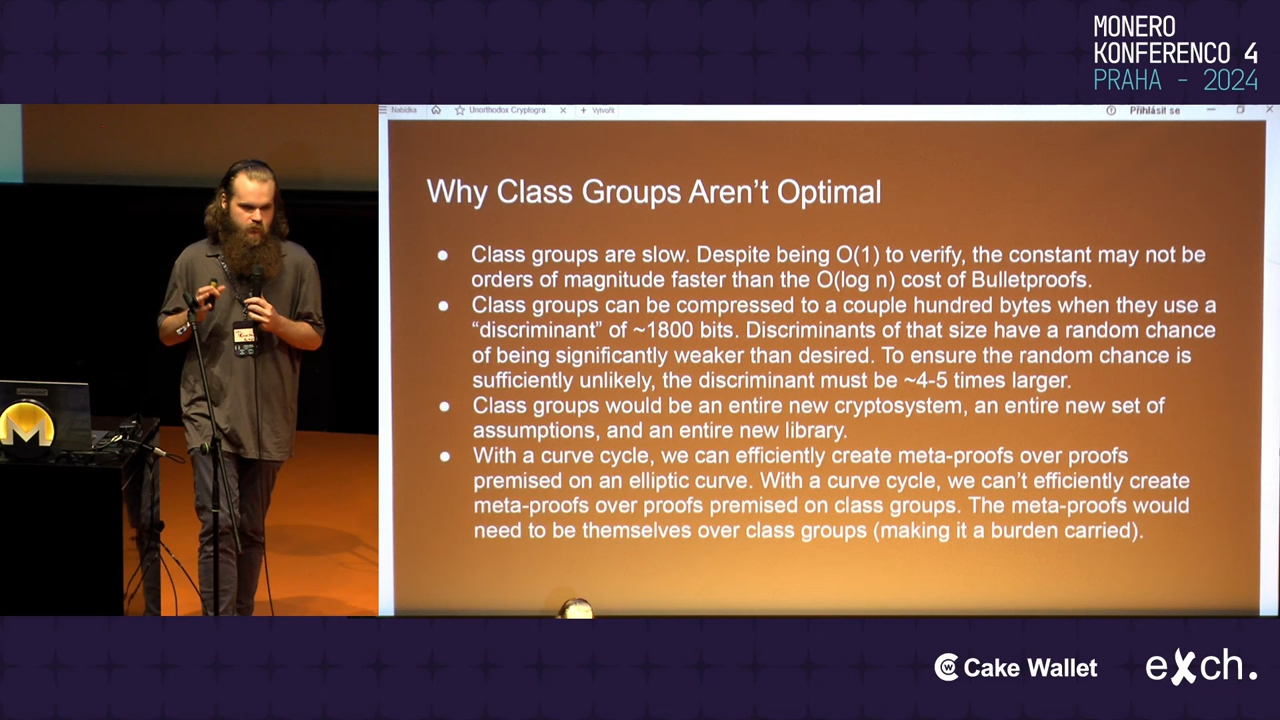 MONERO
KONFERENCO 4
PRAHA - 2024
Nabídka
Unorthodox Cryptogra
Vytvořit
Přihlásit se
Why Class Groups Aren't Optimal
● Class groups are slow. Despite being O(1) to verify, the constant may not be
orders of magnitude faster than the O(log n) cost of Bulletproofs.
● Class groups can be compressed to a couple hundred bytes when they use a
“discriminant” of ~1800 bits. Discriminants of that size have a random chance
of being significantly weaker than desired. To ensure the random chance is
sufficiently unlikely, the discriminant must be ~4-5 times larger.
● Class groups would be an entire new cryptosystem, an entire new set of
assumptions, and an entire new library.
● With a curve cycle, we can efficiently create meta-proofs over proofs
premised on an elliptic curve. With a curve cycle, we can't efficiently create
meta-proofs over proofs premised on class groups. The meta-proofs would
need to be themselves over class groups (making it a burden carried).
Cake Wallet
eXch.